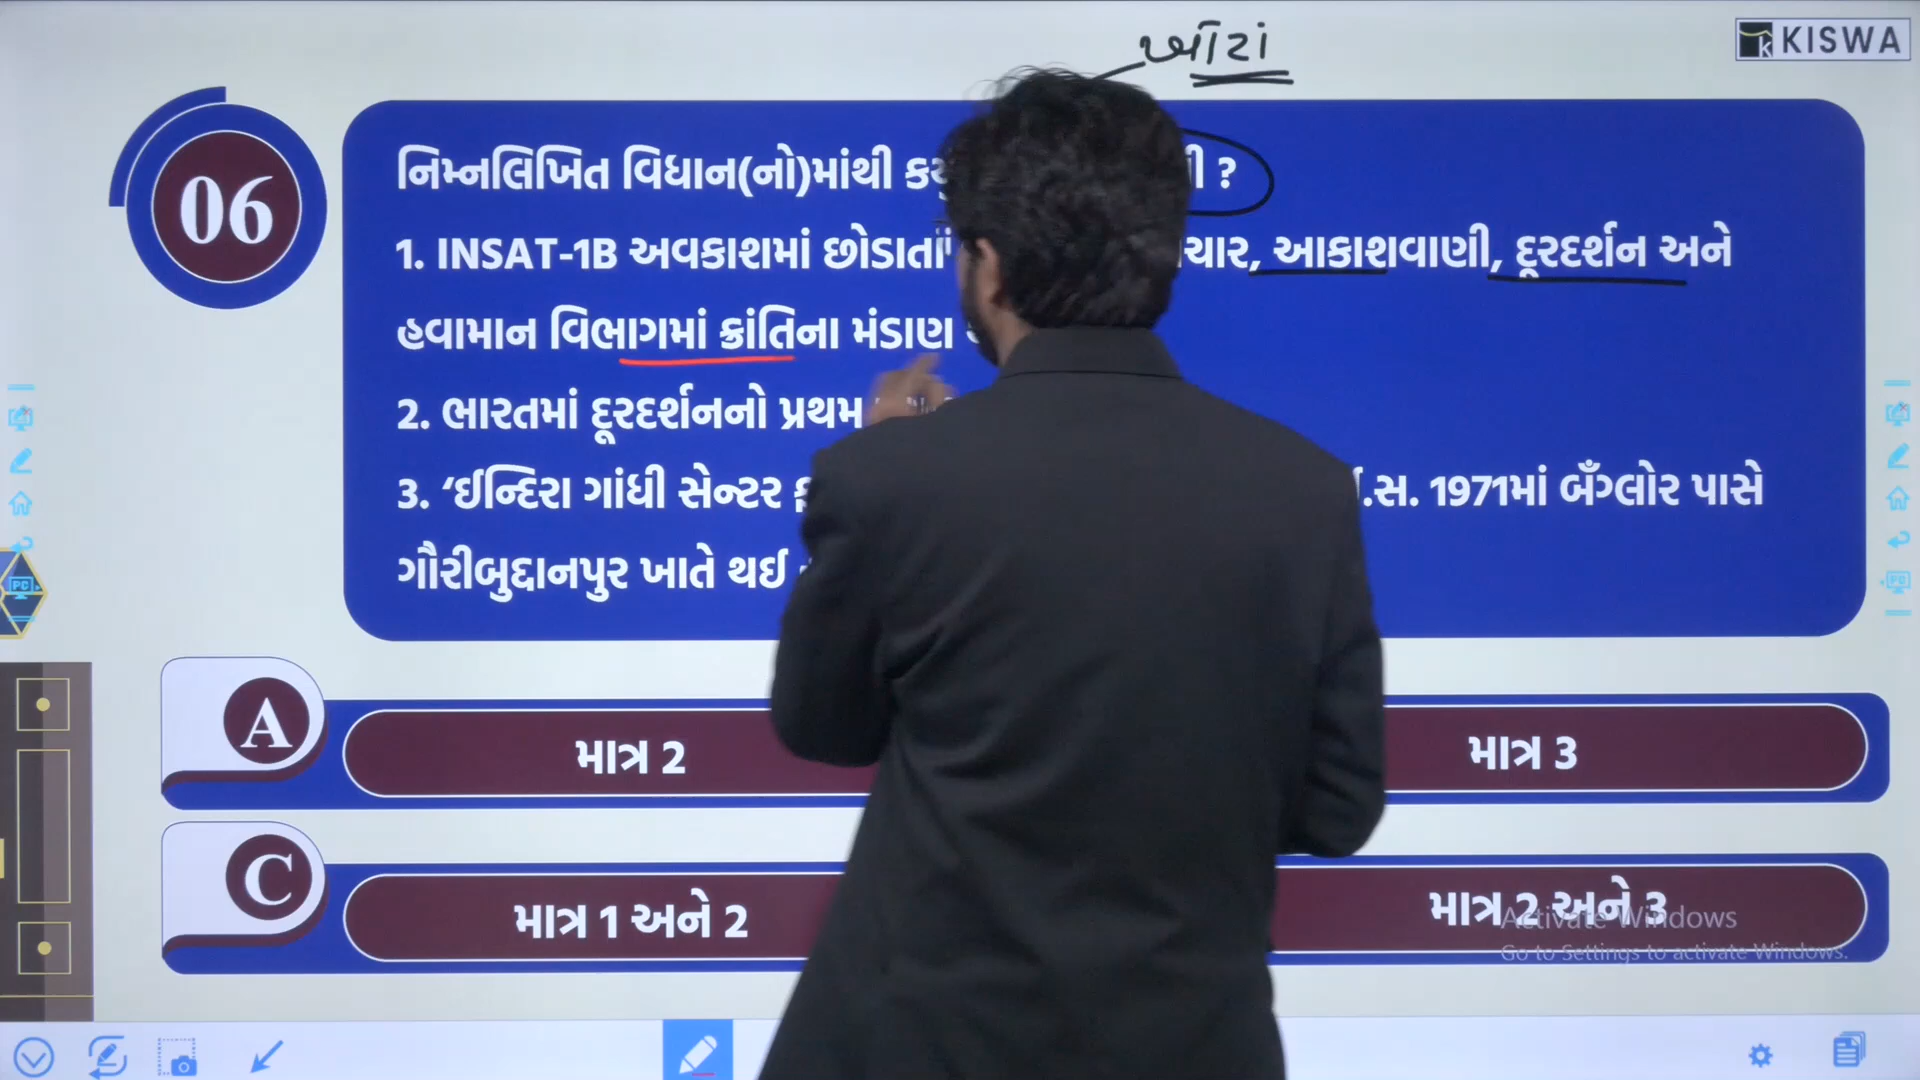 ખોટાં
KISWA
06
નિમ્નલિખિત વિધાન(નો)માંથી ?
1. INSAT-1B અવકાશમાં છોડાતાં આકાશવાણી, દૂરદર્શન અને
હવામાન વિભાગમાં ક્રાંતિના મંડાણ
2. ભારતમાં દૂરદર્શનનો પ્રથમ
3. ‘ઈન્દિરા ગાંધી સેન્ટર ઈ.સ. 1971માં બૅંગ્લોર પાસે
ગૌરીબુદ્દાનપુર ખાતે થઈ
A માત્ર 2
માત્ર 3
C માત્ર 1 અને 2
માત્ર 2 અને 3
Activate Windows
Go to Settings to activate Windows.